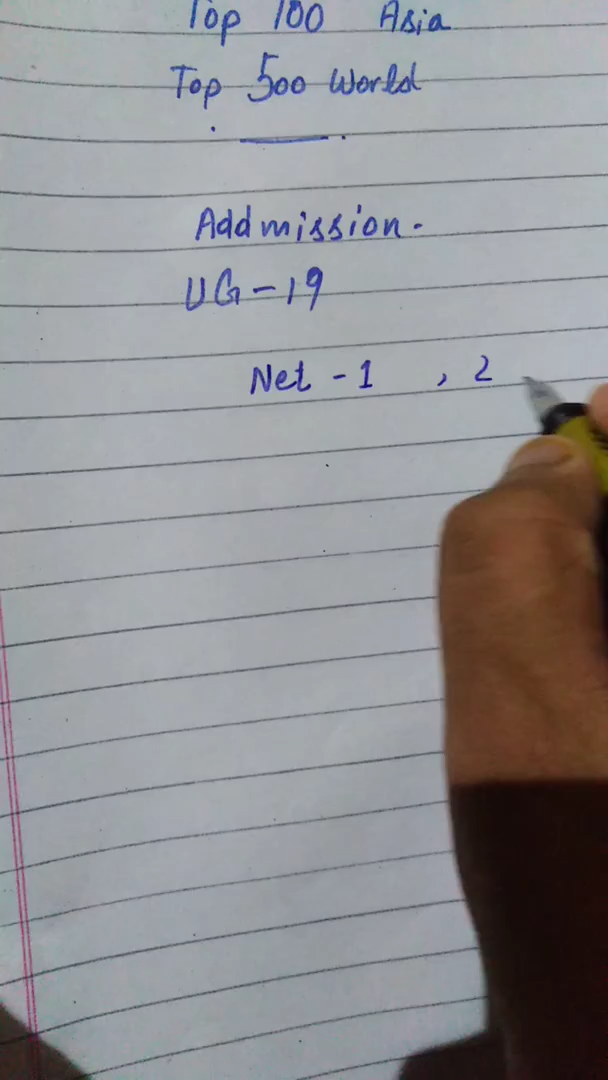 Top 100 Asia
Top 500 World
Addmission.
UG-19
Net-1 , 2